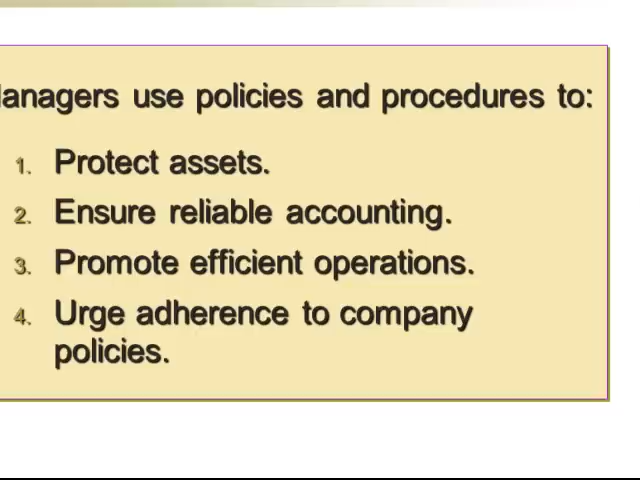 anagers use policies and procedures to:
1. Protect assets.
2. Ensure reliable accounting.
3. Promote efficient operations.
4. Urge adherence to company
policies.